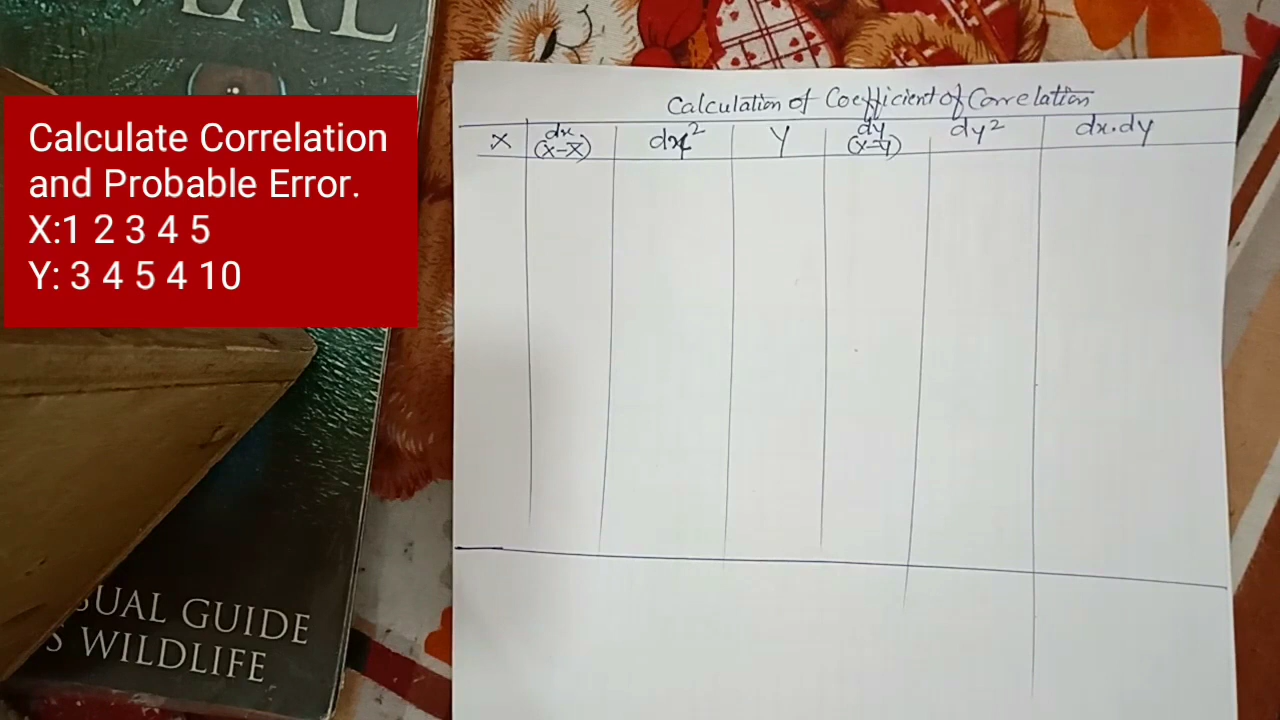 MAL
Calculate Correlation
and Probable Error.
X:1 2 3 4 5
Y: 3 4 5 4 10
Calculation of Coefficient of Correlation
X dx (x-x̄) dx² Y dy (y-ȳ) dy² dx.dy
SUAL GUIDE
S WILDLIFE